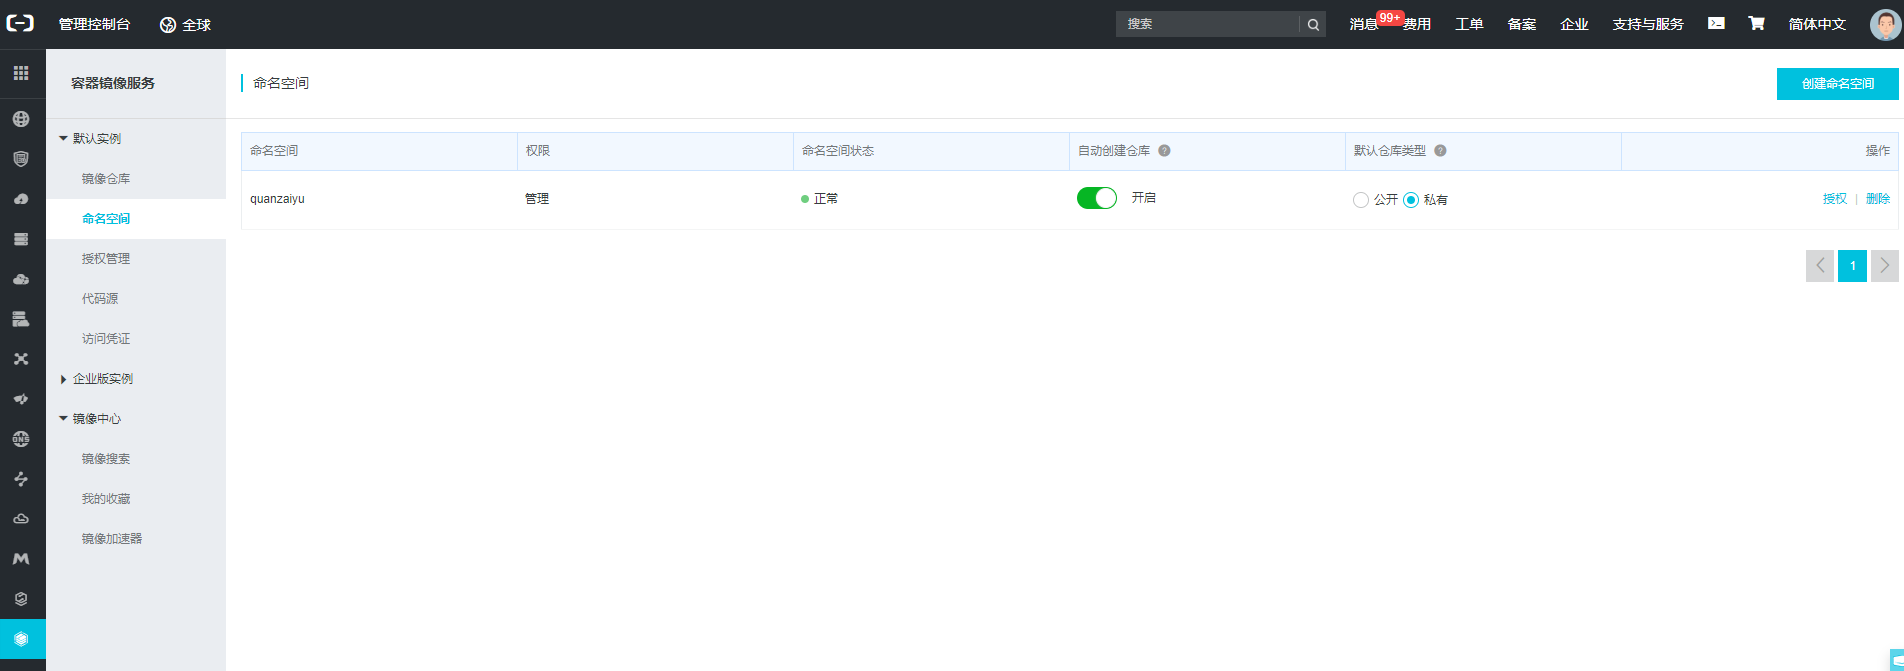 管理控制台 全球 搜索 消息 99+ 费用 工单 备案 企业 支持与服务 简体中文
容器镜像服务
默认实例
镜像仓库
命名空间
授权管理
代码源
访问凭证
企业版实例
镜像中心
镜像搜索
我的收藏
镜像加速器
DNS
命名空间 创建命名空间
命名空间 权限 命名空间状态 自动创建仓库 ? 默认仓库类型 ? 操作
quanzaiyu 管理 正常 开启 公开 私有 授权 | 删除
1